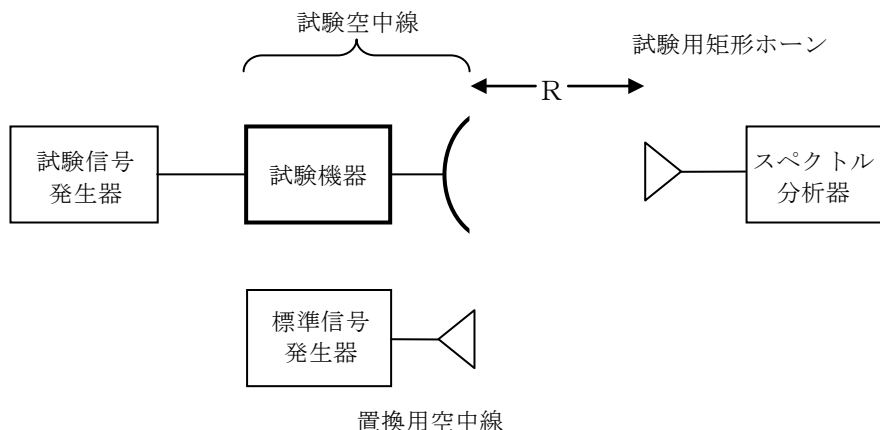 試験空中線
試験用矩形ホーン
R
試験信号
発生器
試験機器
スペクトル
分析器
標準信号
発生器
置換用空中線